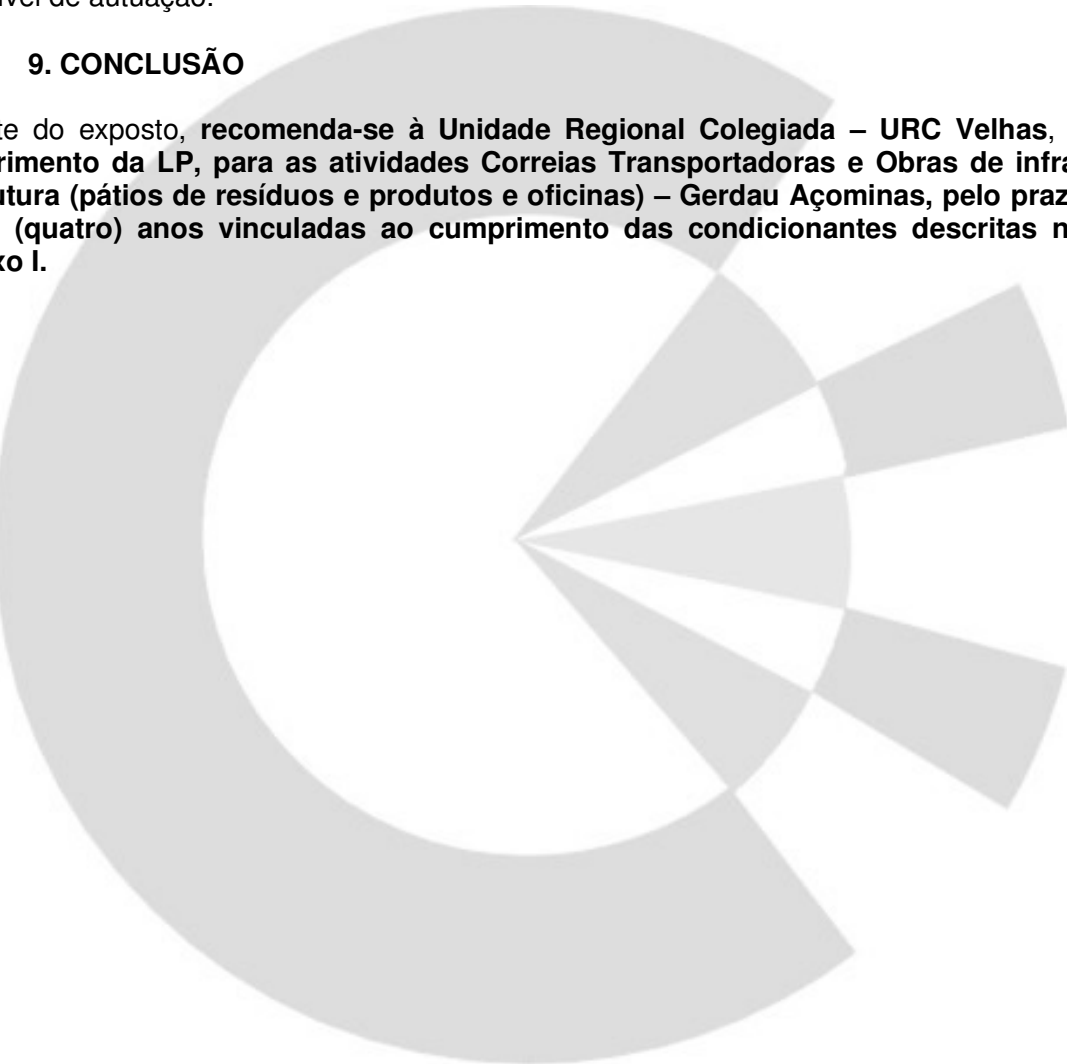 ível de autuação.
9. CONCLUSÃO
te do exposto, recomenda-se à Unidade Regional Colegiada – URC Velhas,
rimento da LP, para as atividades Correias Transportadoras e Obras de infra
utura (pátios de resíduos e produtos e oficinas) – Gerdau Açominas, pelo praz
(quatro) anos vinculadas ao cumprimento das condicionantes descritas n
xo I.